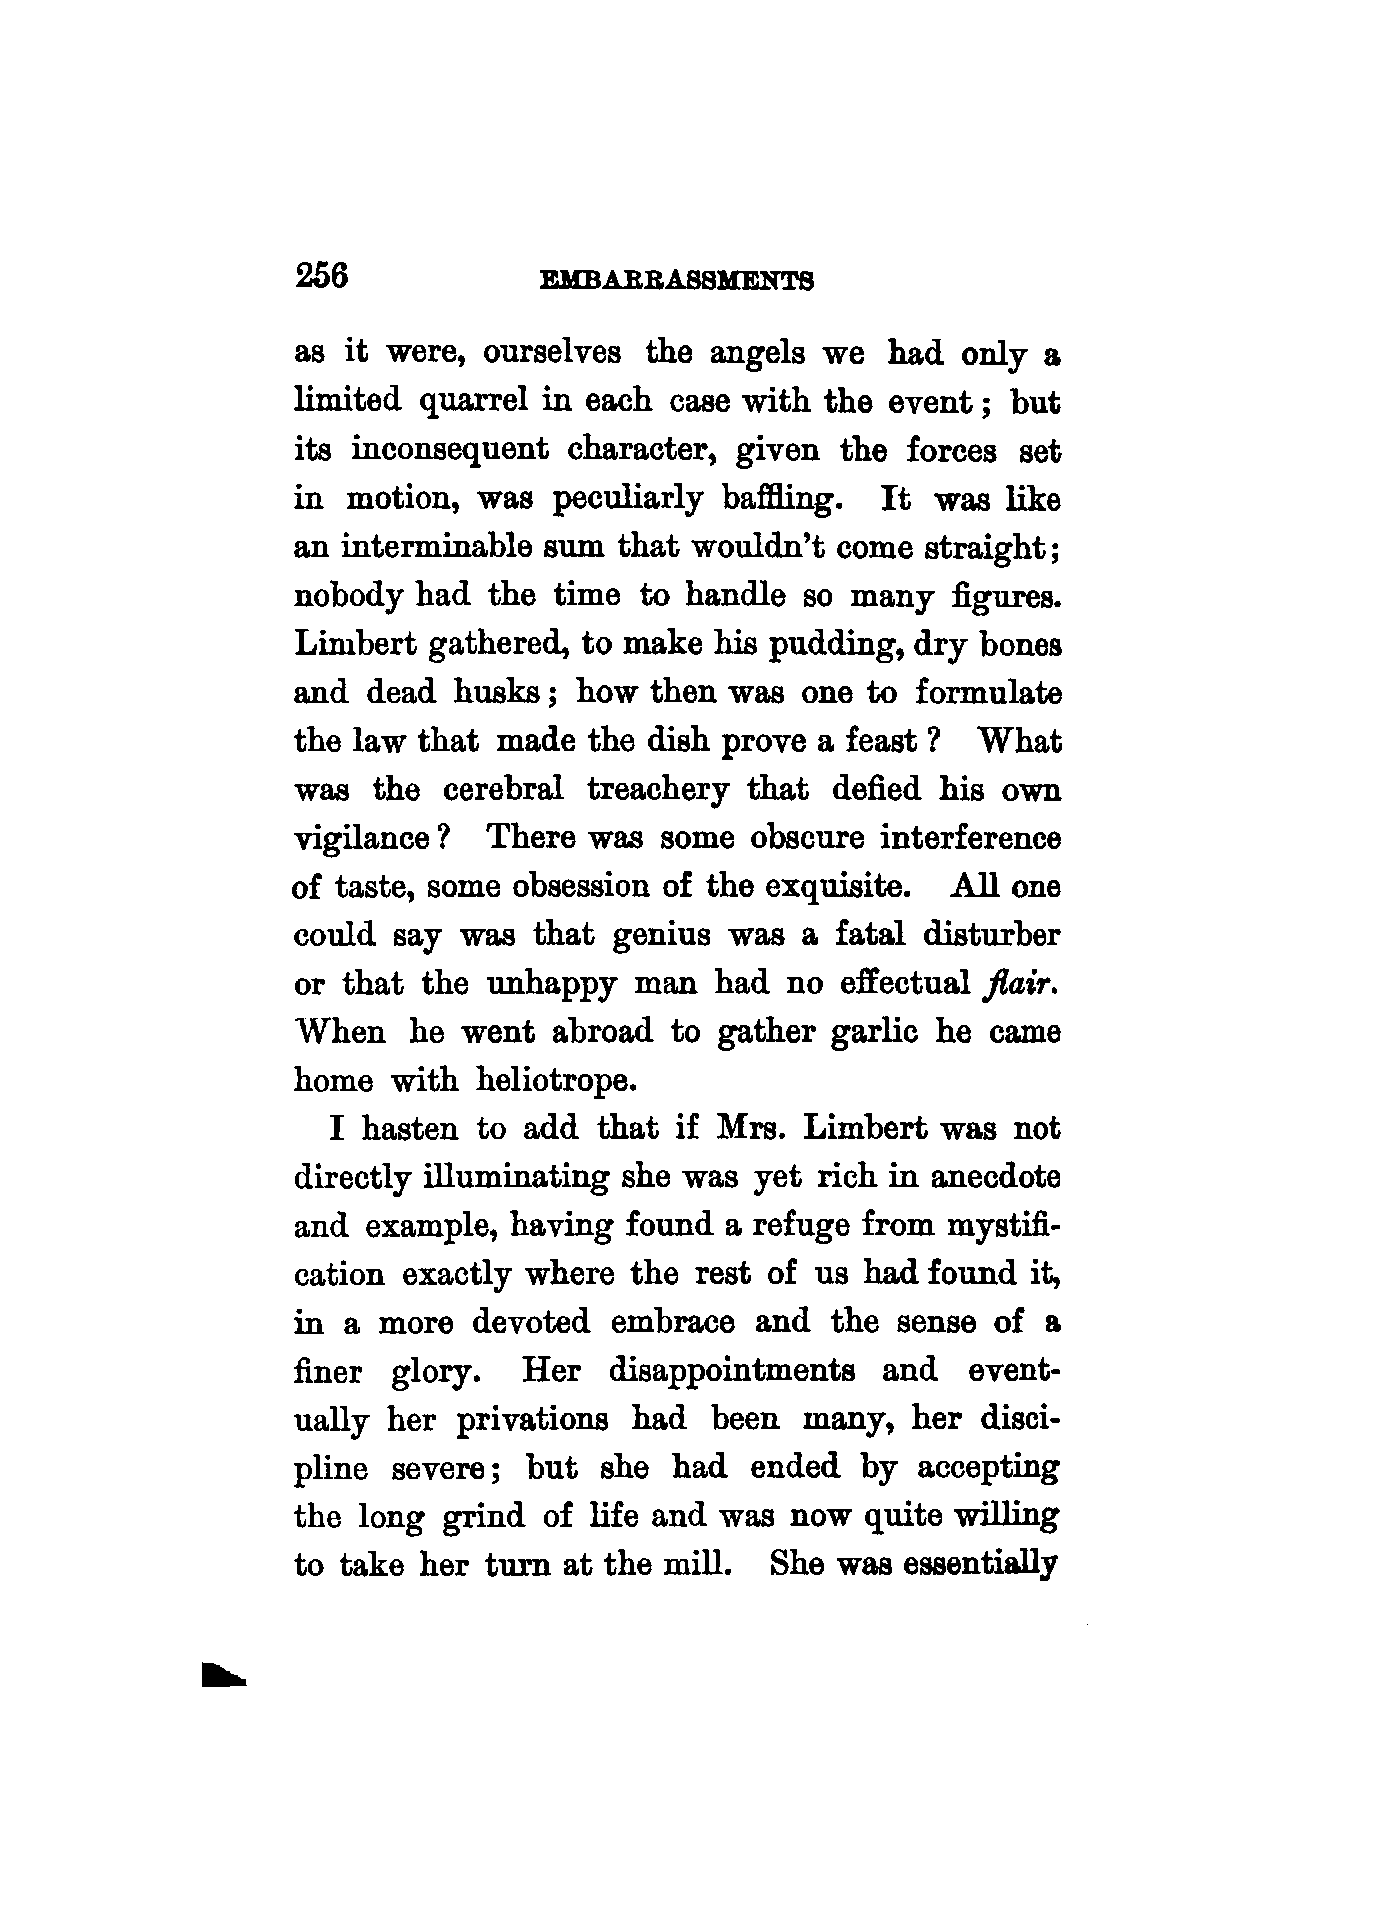 256 EMBARRASSMENTS
as it were, ourselves the angels we had only a
limited quarrel in each case with the event; but
its inconsequent character, given the forces set
in motion, was peculiarly baffling. It was like
an interminable sum that wouldn't come straight;
nobody had the time to handle so many figures.
Limbert gathered, to make his pudding, dry bones
and dead husks; how then was one to formulate
the law that made the dish prove a feast? What
was the cerebral treachery that defied his own
vigilance? There was some obscure interference
of taste, some obsession of the exquisite. All one
could say was that genius was a fatal disturber
or that the unhappy man had no effectual flair.
When he went abroad to gather garlic he came
home with heliotrope.
I hasten to add that if Mrs. Limbert was not
directly illuminating she was yet rich in anecdote
and example, having found a refuge from mystifi-
cation exactly where the rest of us had found it,
in a more devoted embrace and the sense of a
finer glory. Her disappointments and event-
ually her privations had been many, her disci-
pline severe; but she had ended by accepting
the long grind of life and was now quite willing
to take her turn at the mill. She was essentially